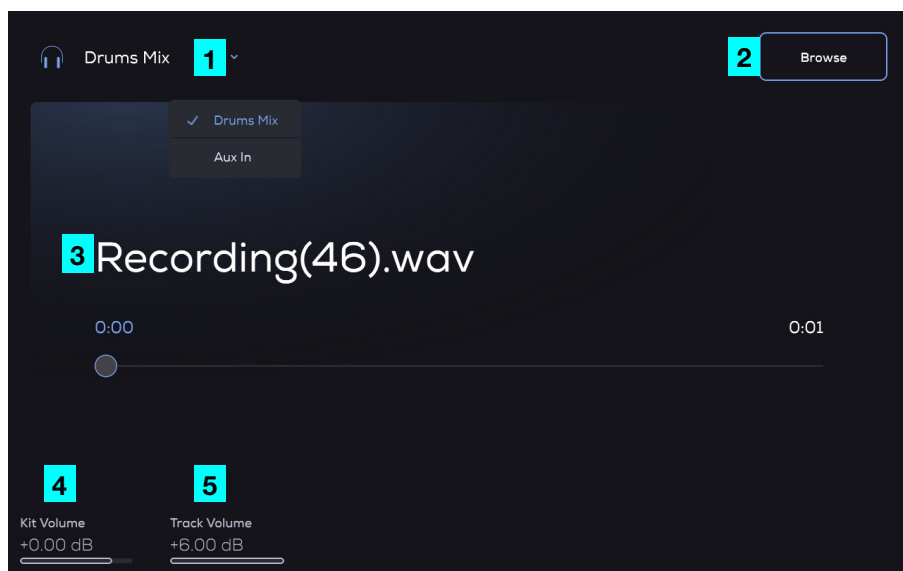 Drums Mix
1
2
Browse
Drums Mix
Aux In
3
Recording(46).wav
0:00
0:01
4
5
Kit Volume
Track Volume
+0.00 dB
+6.00 dB